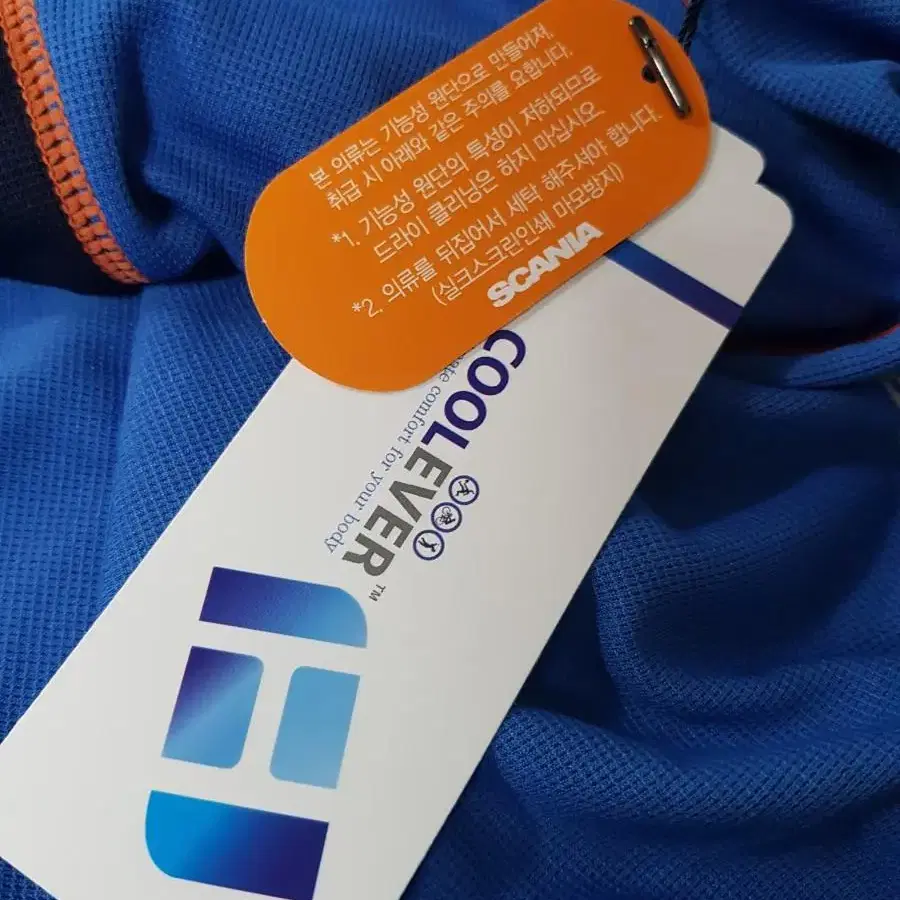 본 의류는 기능성 원단으로 만들어져,
취급 시 아래와 같은 주의를 요합니다.
*1. 기능성 원단의 특성이 저하되므로
드라이 클리닝은 하지 마십시오
*2. 의류를 뒤집어서 세탁 해주셔야 합니다.
(실크스크린인쇄 마모방지)
SCANIA
COOLEVER™
comfort for your body